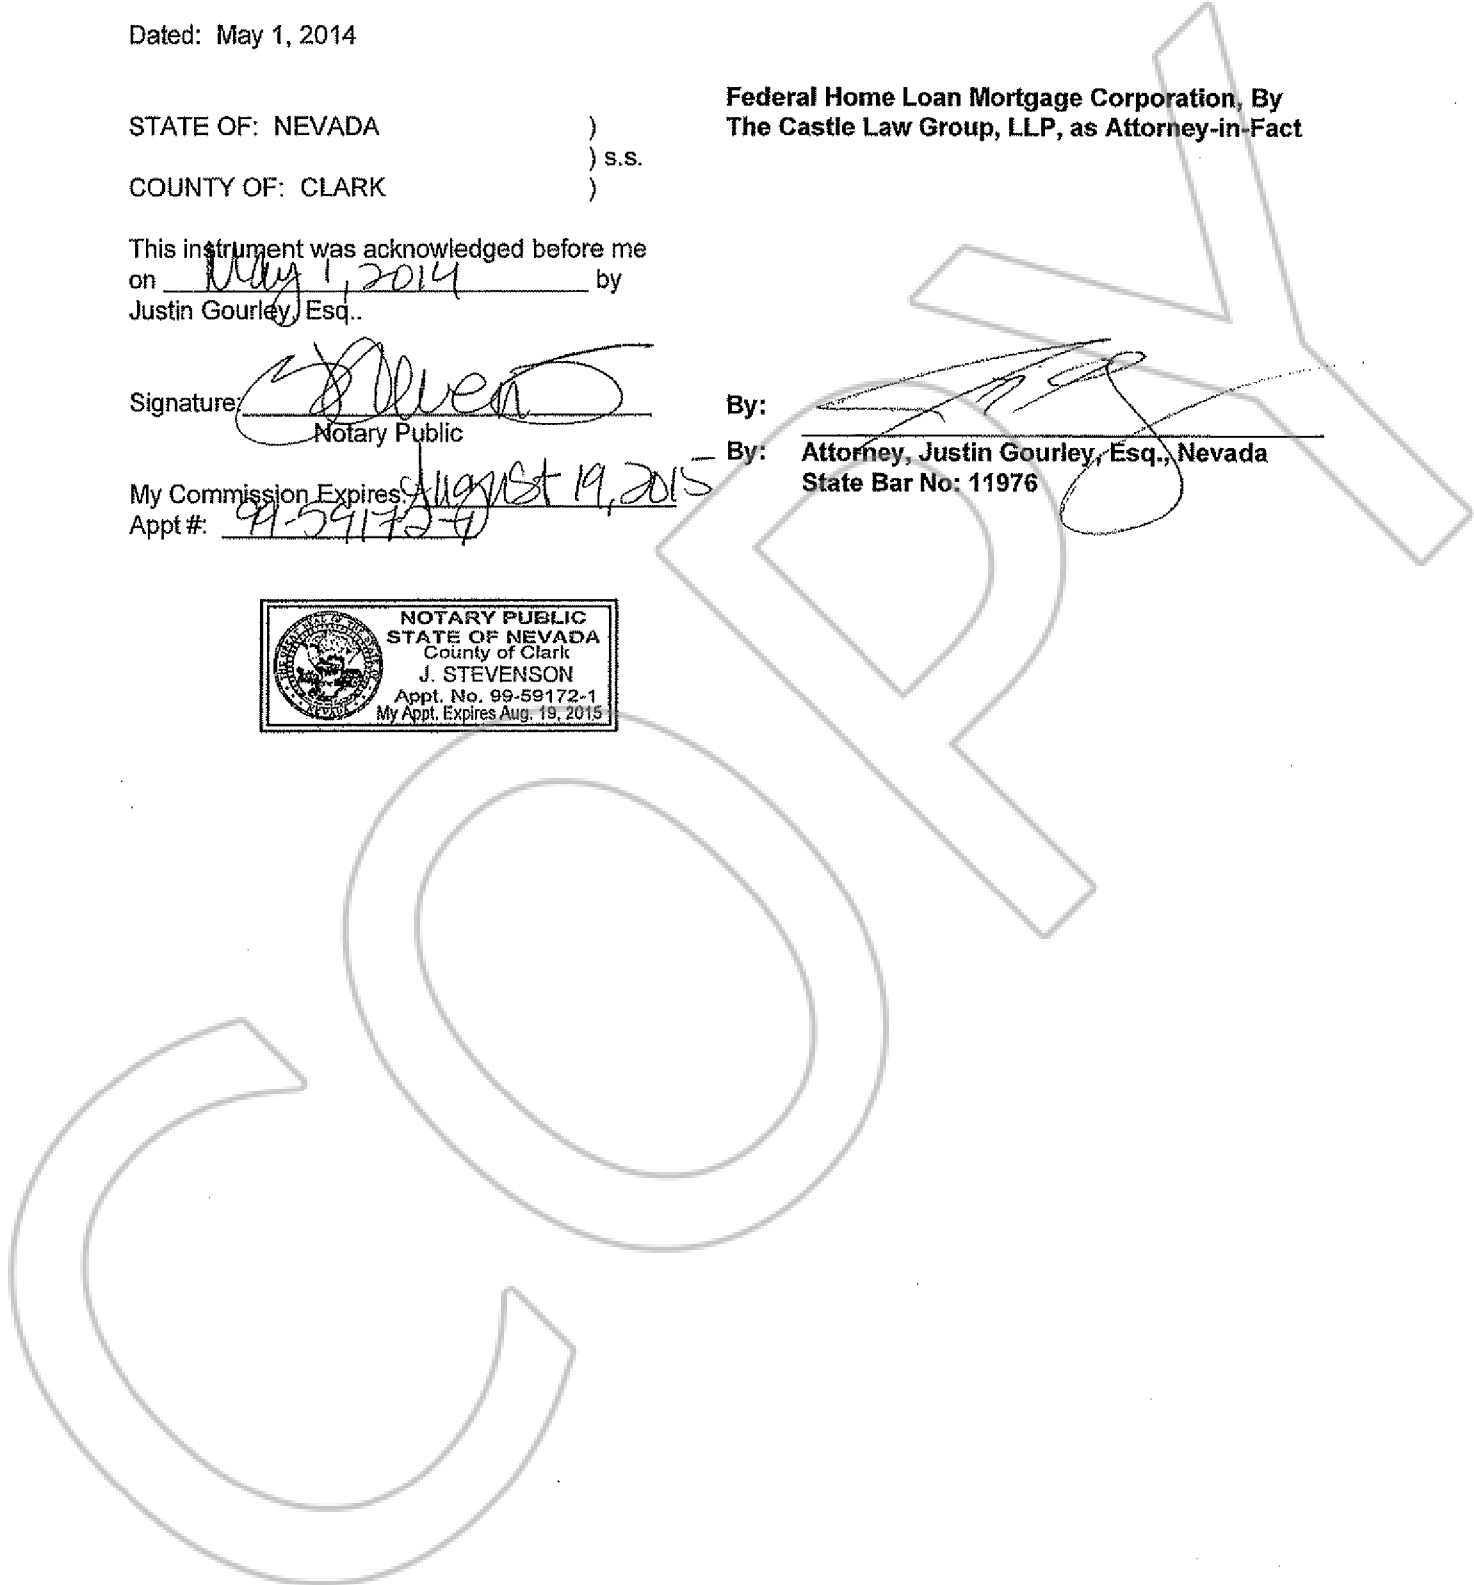 Dated: May 1, 2014
STATE OF: NEVADA )
) s.s.
COUNTY OF: CLARK )
This instrument was acknowledged before me
on May 1, 2014 by
Justin Gourley, Esq..
Signature:
Notary Public
My Commission Expires: August 19, 2015
Appt #: 99-59172-1
NOTARY PUBLIC
STATE OF NEVADA
County of Clark
J. STEVENSON
Appt. No. 99-59172-1
My Appt. Expires Aug. 19, 2015
Federal Home Loan Mortgage Corporation, By
The Castle Law Group, LLP, as Attorney-in-Fact
By:
By: Attorney, Justin Gourley, Esq., Nevada
State Bar No: 11976
COPY